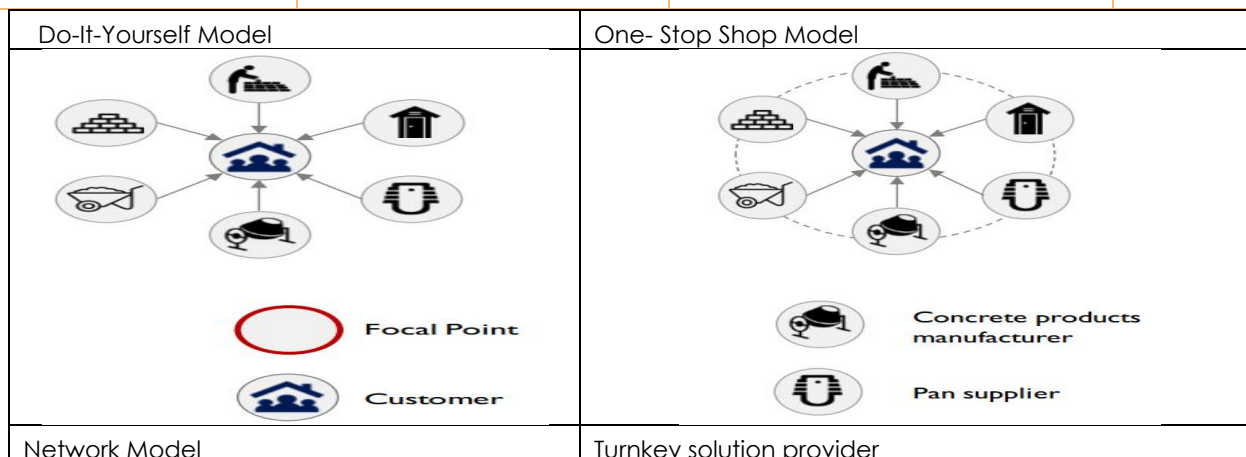 Do-It-Yourself Model
One- Stop Shop Model
Focal Point
Customer
Concrete products
manufacturer
Pan supplier
Network Model
Turnkey solution provider